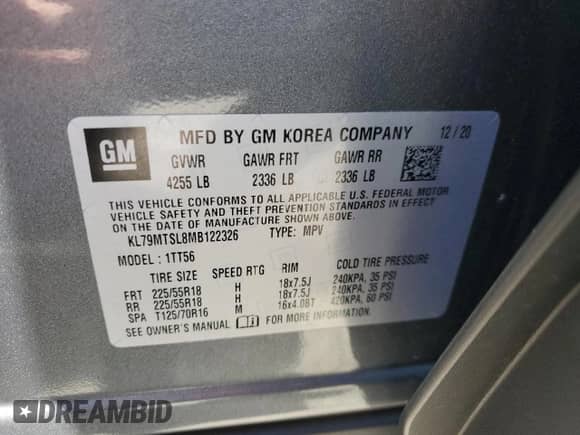 GM
MFD BY GM KOREA COMPANY 12/20
GVWR GAWR FRT GAWR RR
4255 LB 2336 LB 2336 LB
THIS VEHICLE CONFORMS TO ALL APPLICABLE U.S. FEDERAL MOTOR
VEHICLE SAFETY AND THEFT PREVENTION STANDARDS IN EFFECT
ON THE DATE OF MANUFACTURE SHOWN ABOVE.
KL79MTSL8MB122326 TYPE: MPV
MODEL: 1TT56
TIRE SIZE SPEED RTG RIM COLD TIRE PRESSURE
FRT 225/55R18 H 18x7.5J 240KPA, 35 PSI
RR 225/55R18 H 18x7.5J 240KPA, 35 PSI
SPA T125/70R16 M 16x4.0BT 420KPA, 60 PSI
SEE OWNER'S MANUAL FOR MORE INFORMATION.
DREAMBID